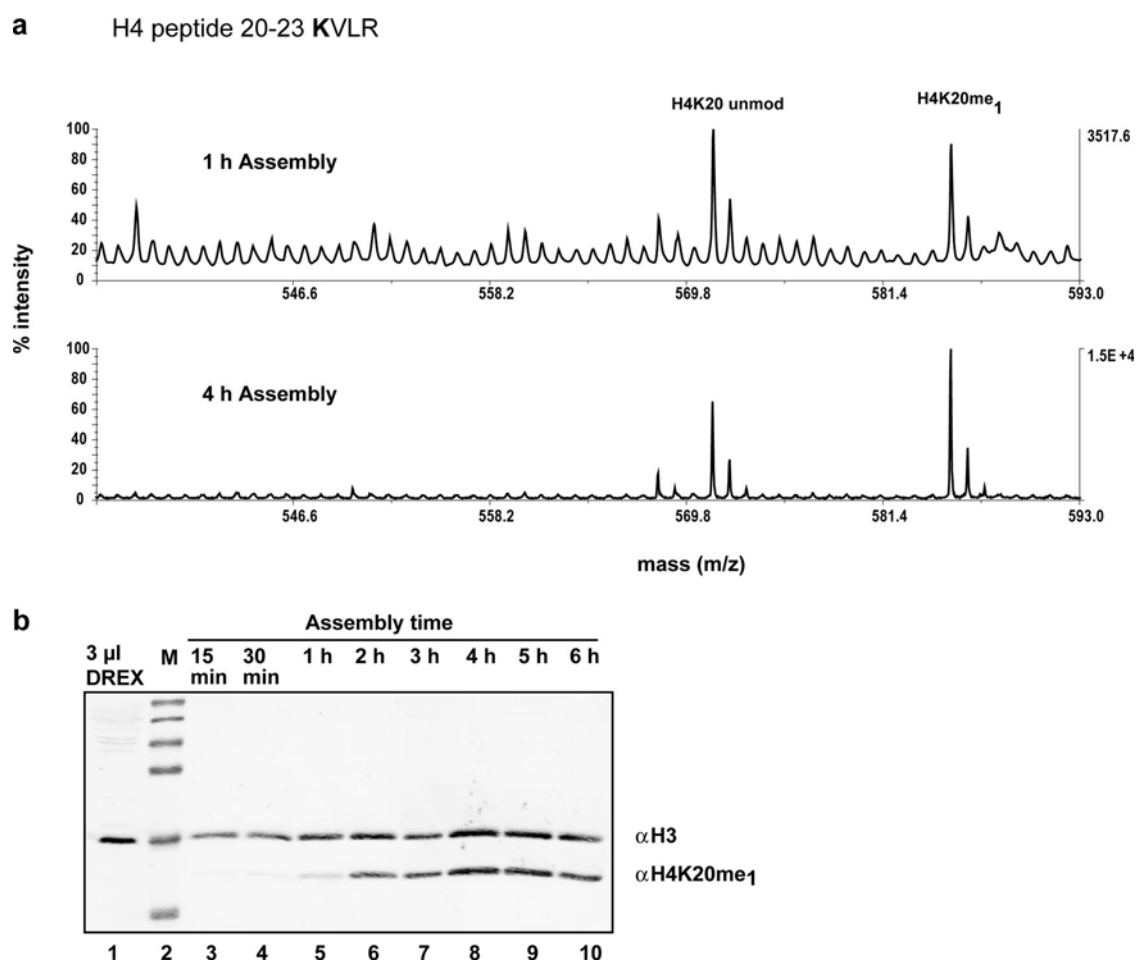 a H4 peptide 20-23 KVLR
H4K20 unmod H4K20me1
100 3517.6
80 1 h Assembly
60
40
20
0
546.6 558.2 569.8 581.4 593.0
% intensity
100 1.5E +4
80 4 h Assembly
60
40
20
0
546.6 558.2 569.8 581.4 593.0
mass (m/z)
b Assembly time
3 µl M 15 30 1 h 2 h 3 h 4 h 5 h 6 h
DREX min min
αH3
αH4K20me1
1 2 3 4 5 6 7 8 9 10